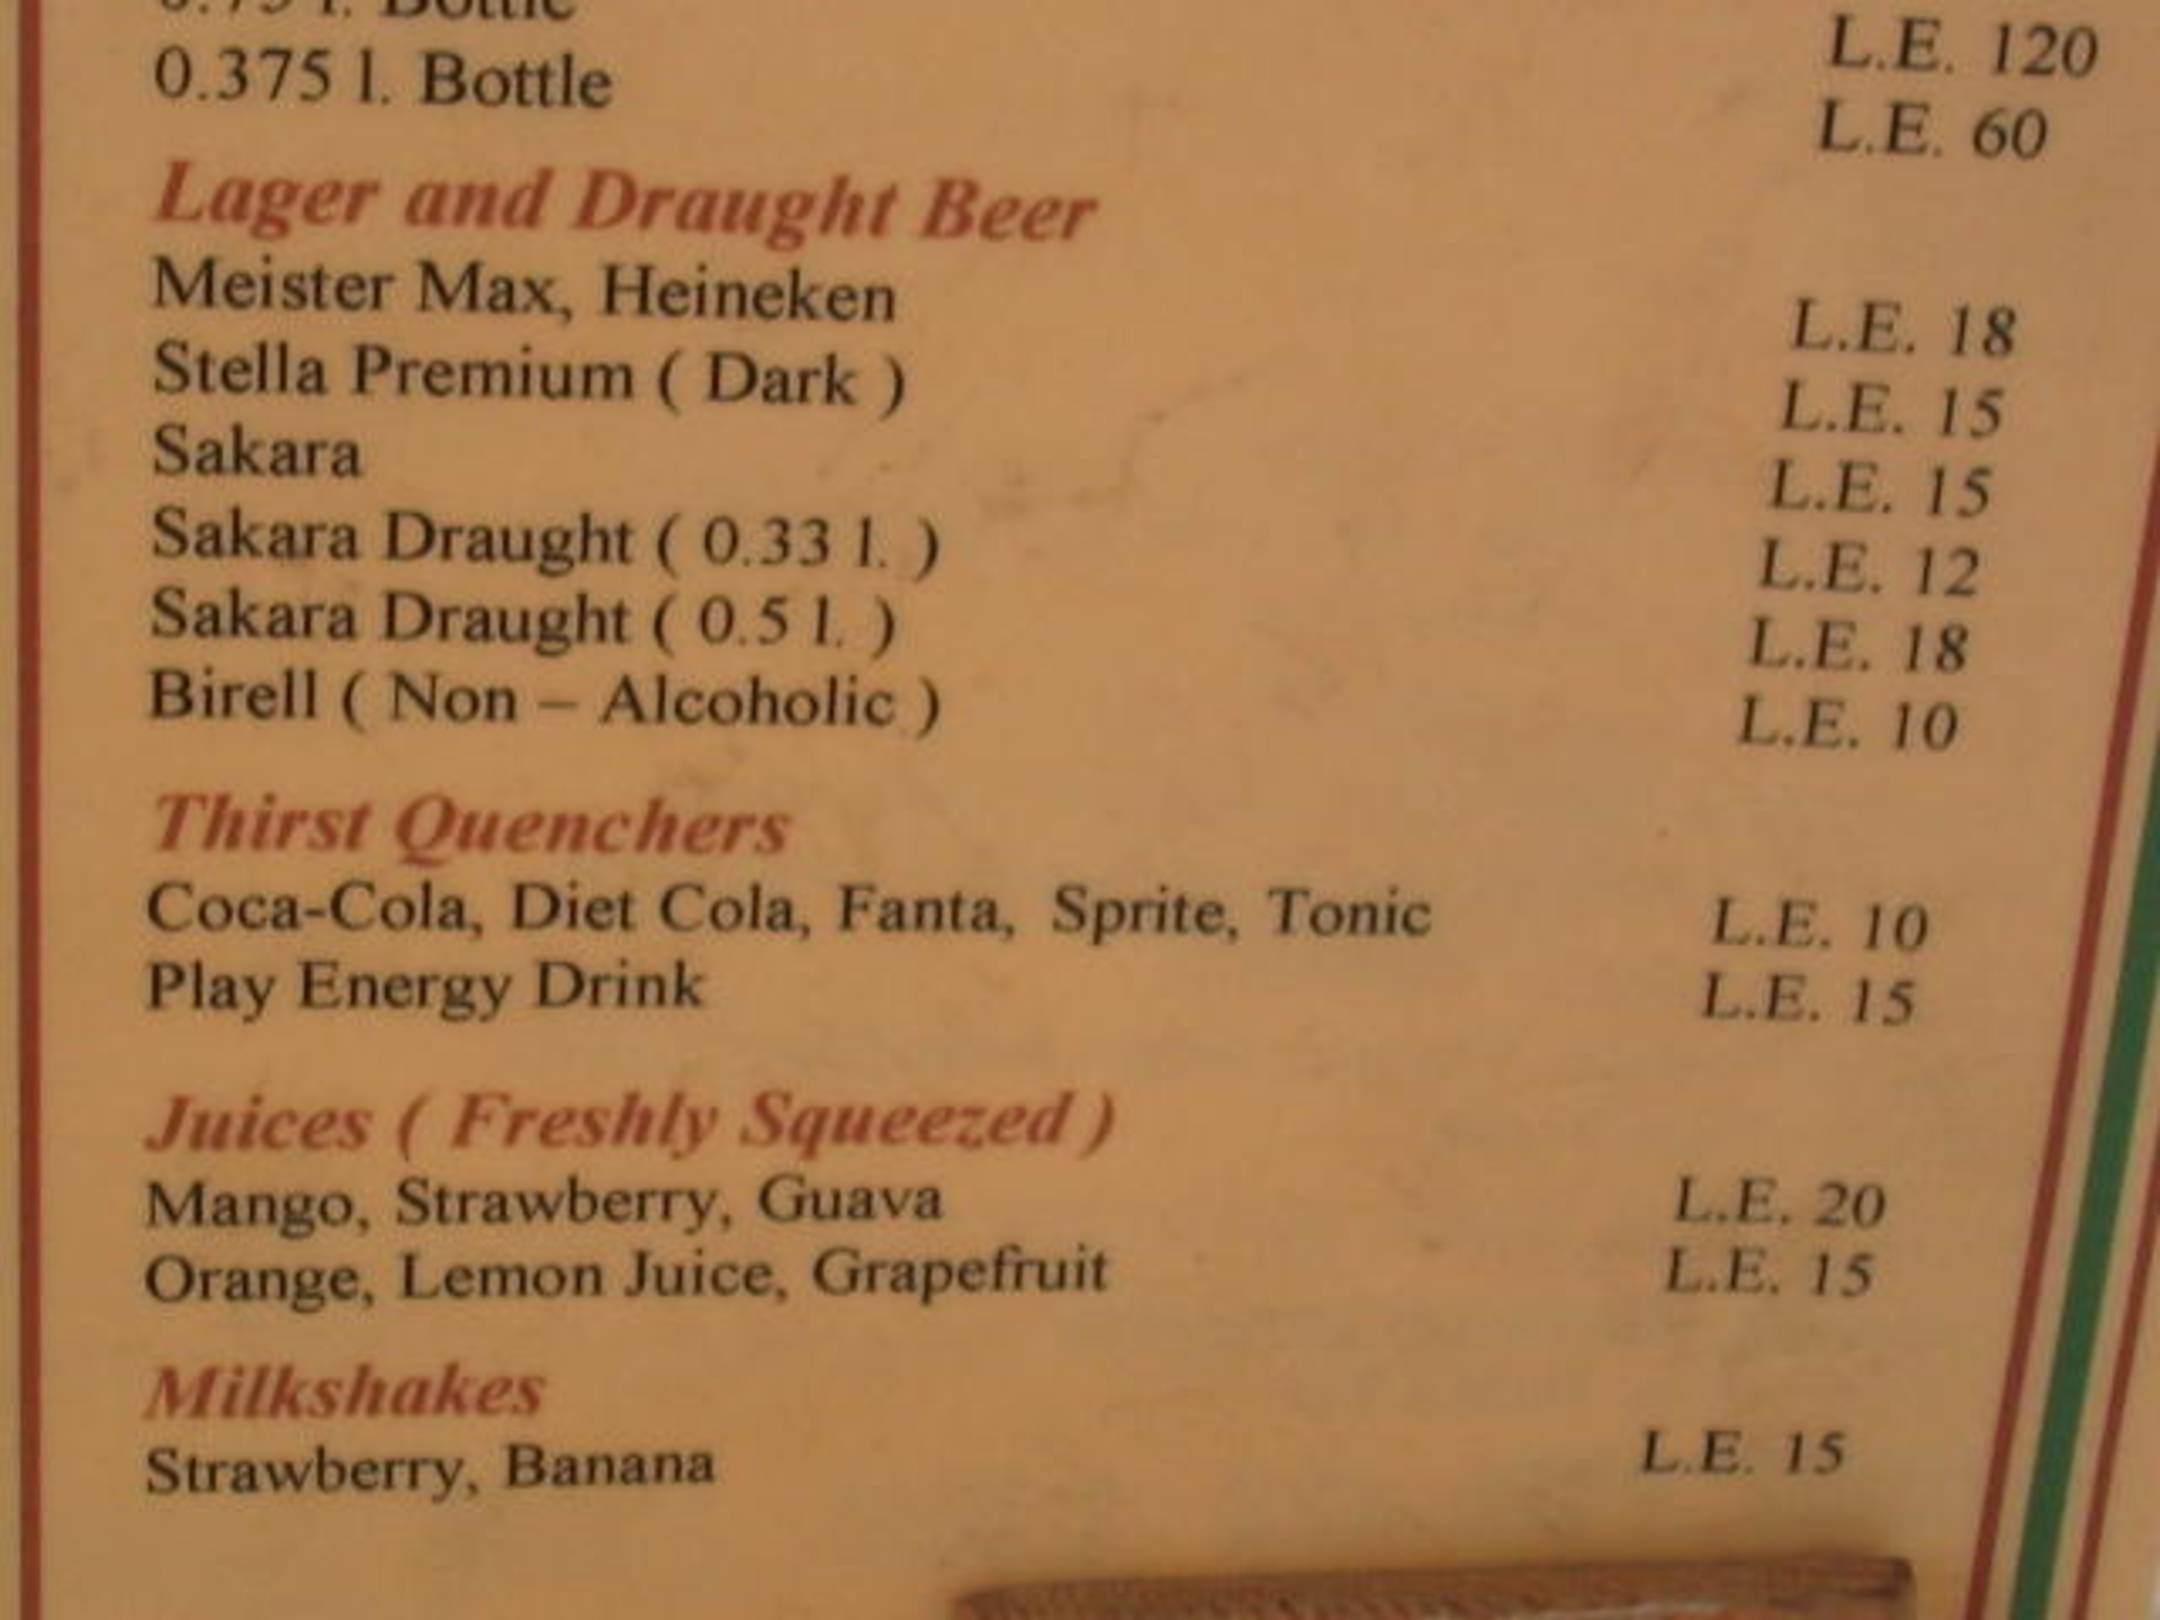 0.75 l. Bottle L.E. 120
0.375 l. Bottle L.E. 60
Lager and Draught Beer
Meister Max, Heineken L.E. 18
Stella Premium ( Dark ) L.E. 15
Sakara L.E. 15
Sakara Draught ( 0.33 l. ) L.E. 12
Sakara Draught ( 0.5 l. ) L.E. 18
Birell ( Non – Alcoholic ) L.E. 10
Thirst Quenchers
Coca-Cola, Diet Cola, Fanta, Sprite, Tonic L.E. 10
Play Energy Drink L.E. 15
Juices ( Freshly Squeezed )
Mango, Strawberry, Guava L.E. 20
Orange, Lemon Juice, Grapefruit L.E. 15
Milkshakes
Strawberry, Banana L.E. 15